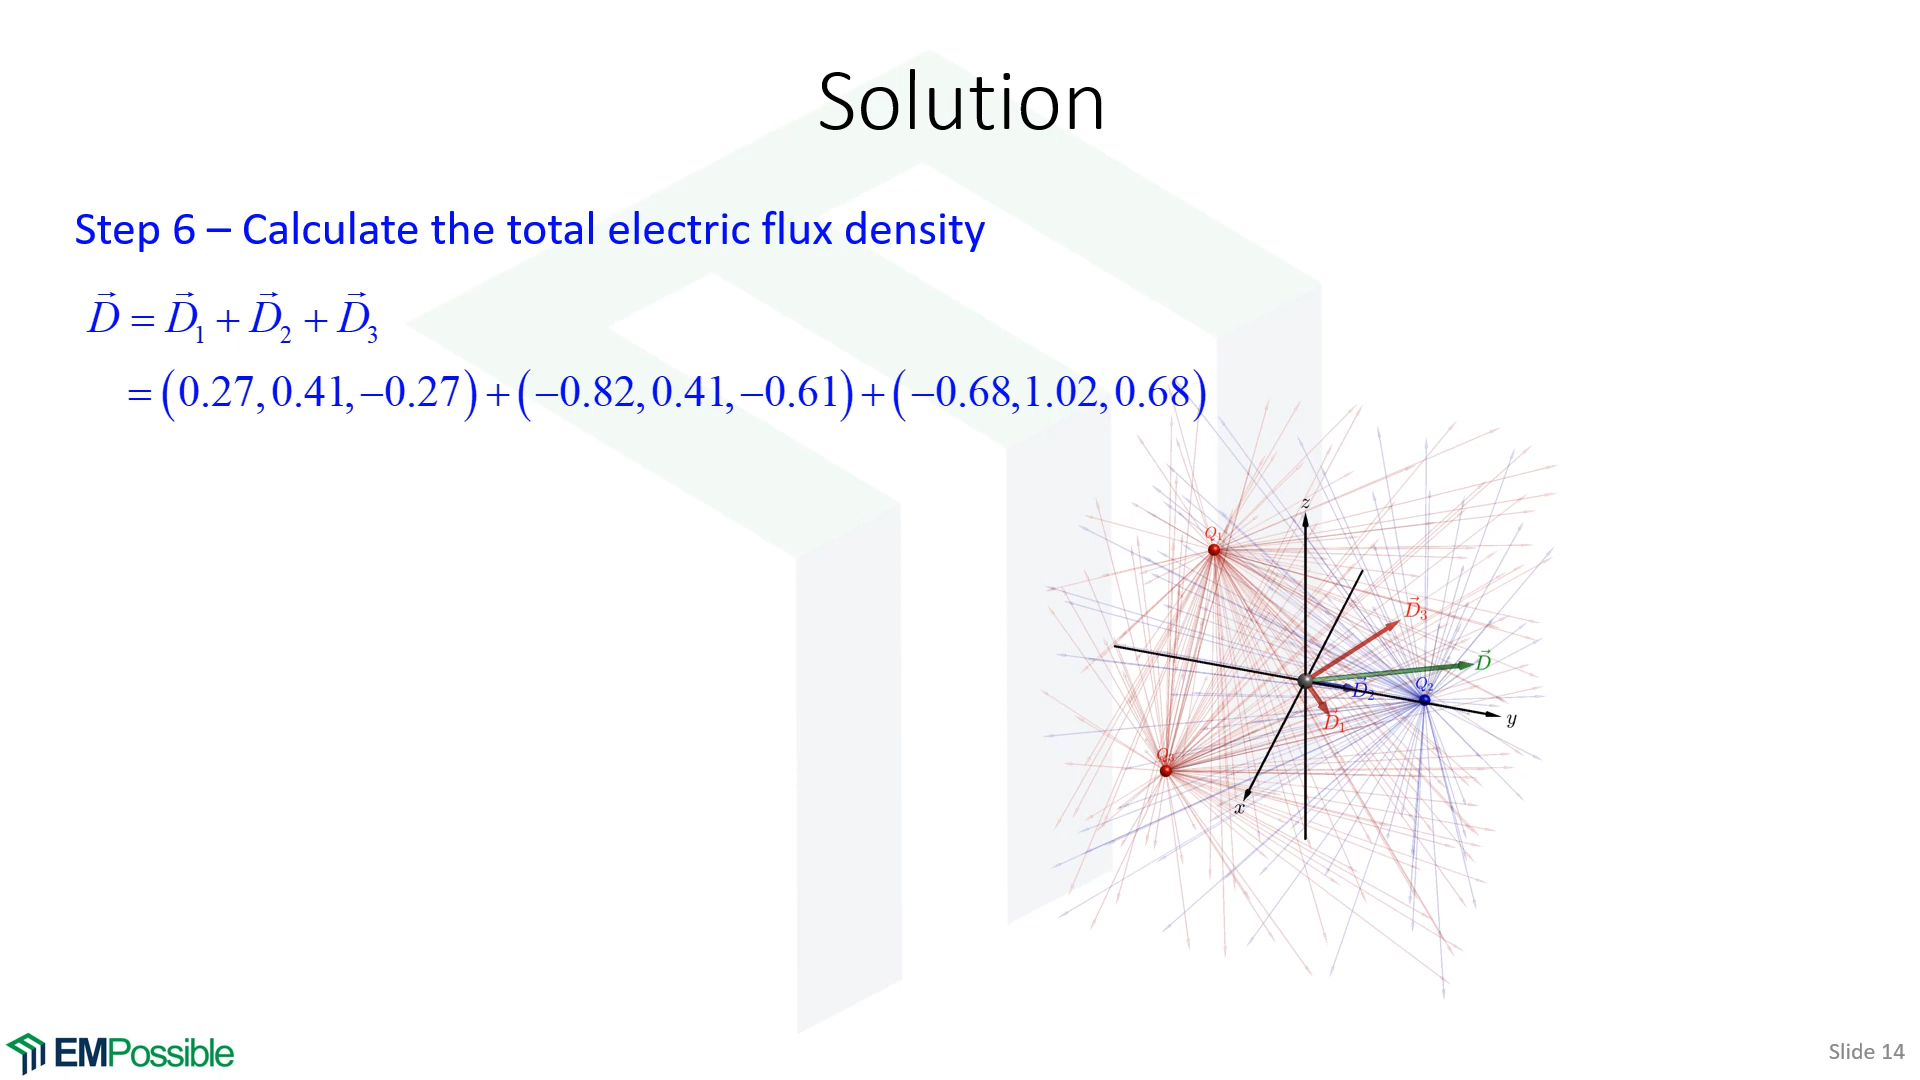 Solution
Step 6 – Calculate the total electric flux density
D⃗ = D⃗₁ + D⃗₂ + D⃗₃
= (0.27, 0.41, −0.27) + (−0.82, 0.41, −0.61) + (−0.68, 1.02, 0.68)
z
Q₁
D⃗₃
D⃗
Q₂
D⃗₂
y
D⃗₁
x
EMPossible
Slide 14